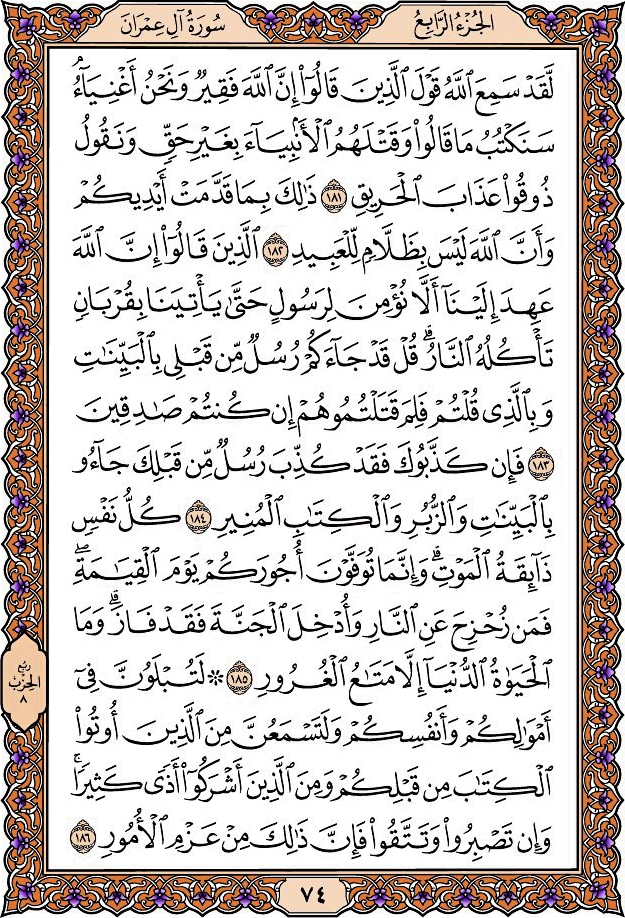 الجُزءُ الرَّابِعُ
سُورَةُ آلِ عِمۡرَانَ
لَّقَدۡ سَمِعَ ٱللَّهُ قَوۡلَ ٱلَّذِينَ قَالُوٓاْ إِنَّ ٱللَّهَ فَقِيرٞ وَنَحۡنُ أَغۡنِيَآءُۘ
سَنَكۡتُبُ مَا قَالُواْ وَقَتۡلَهُمُ ٱلۡأَنۢبِيَآءَ بِغَيۡرِ حَقّٖ وَنَقُولُ
ذُوقُواْ عَذَابَ ٱلۡحَرِيقِ ١٨١ ذَٰلِكَ بِمَا قَدَّمَتۡ أَيۡدِيكُمۡ
وَأَنَّ ٱللَّهَ لَيۡسَ بِظَلَّامٖ لِّلۡعَبِيدِ ١٨٢ ٱلَّذِينَ قَالُوٓاْ إِنَّ ٱللَّهَ
عَهِدَ إِلَيۡنَآ أَلَّا نُؤۡمِنَ لِرَسُولٍ حَتَّىٰ يَأۡتِيَنَا بِقُرۡبَانٖ
تَأۡكُلُهُ ٱلنَّارُۗ قُلۡ قَدۡ جَآءَكُمۡ رُسُلٞ مِّن قَبۡلِي بِٱلۡبَيِّنَٰتِ
وَبِٱلَّذِي قُلۡتُمۡ فَلِمَ قَتَلۡتُمُوهُمۡ إِن كُنتُمۡ صَٰدِقِينَ
١٨٣ فَإِن كَذَّبُوكَ فَقَدۡ كُذِّبَ رُسُلٞ مِّن قَبۡلِكَ جَآءُو
بِٱلۡبَيِّنَٰتِ وَٱلزُّبُرِ وَٱلۡكِتَٰبِ ٱلۡمُنِيرِ ١٨٤ كُلُّ نَفۡسٖ
ذَآئِقَةُ ٱلۡمَوۡتِۗ وَإِنَّمَا تُوَفَّوۡنَ أُجُورَكُمۡ يَوۡمَ ٱلۡقِيَٰمَةِۖ
فَمَن زُحۡزِحَ عَنِ ٱلنَّارِ وَأُدۡخِلَ ٱلۡجَنَّةَ فَقَدۡ فَازَۗ وَمَا
ٱلۡحَيَوٰةُ ٱلدُّنۡيَآ إِلَّا مَتَٰعُ ٱلۡغُرُورِ ١٨٥ ۞ لَتُبۡلَوُنَّ فِيٓ
أَمۡوَٰلِكُمۡ وَأَنفُسِكُمۡ وَلَتَسۡمَعُنَّ مِنَ ٱلَّذِينَ أُوتُواْ
ٱلۡكِتَٰبَ مِن قَبۡلِكُمۡ وَمِنَ ٱلَّذِينَ أَشۡرَكُوٓاْ أَذٗى كَثِيرٗاۚ
وَإِن تَصۡبِرُواْ وَتَتَّقُواْ فَإِنَّ ذَٰلِكَ مِنۡ عَزۡمِ ٱلۡأُمُورِ ١٨٦
ربع
الحزب
٨
٧٤